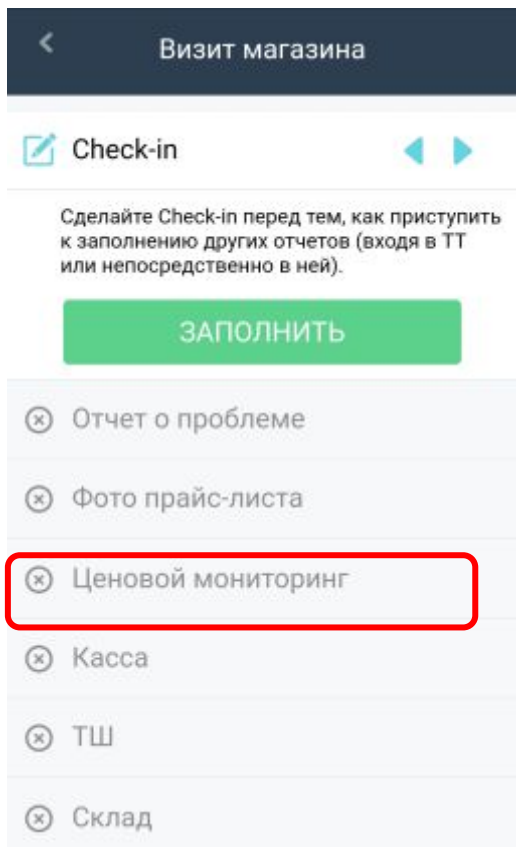 Визит магазина
Check-in
Сделайте Check-in перед тем, как приступить
к заполнению других отчетов (входя в ТТ
или непосредственно в ней).
ЗАПОЛНИТЬ
Отчет о проблеме
Фото прайс-листа
Ценовой мониторинг
Касса
ТШ
Склад